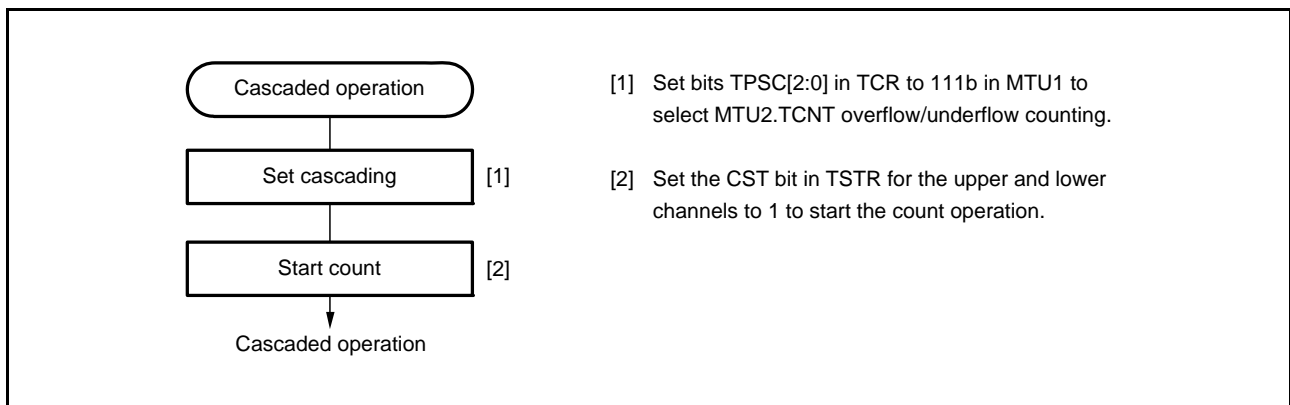 Cascaded operation
Set cascading [1]
Start count [2]
Cascaded operation
[1] Set bits TPSC[2:0] in TCR to 111b in MTU1 to
select MTU2.TCNT overflow/underflow counting.
[2] Set the CST bit in TSTR for the upper and lower
channels to 1 to start the count operation.